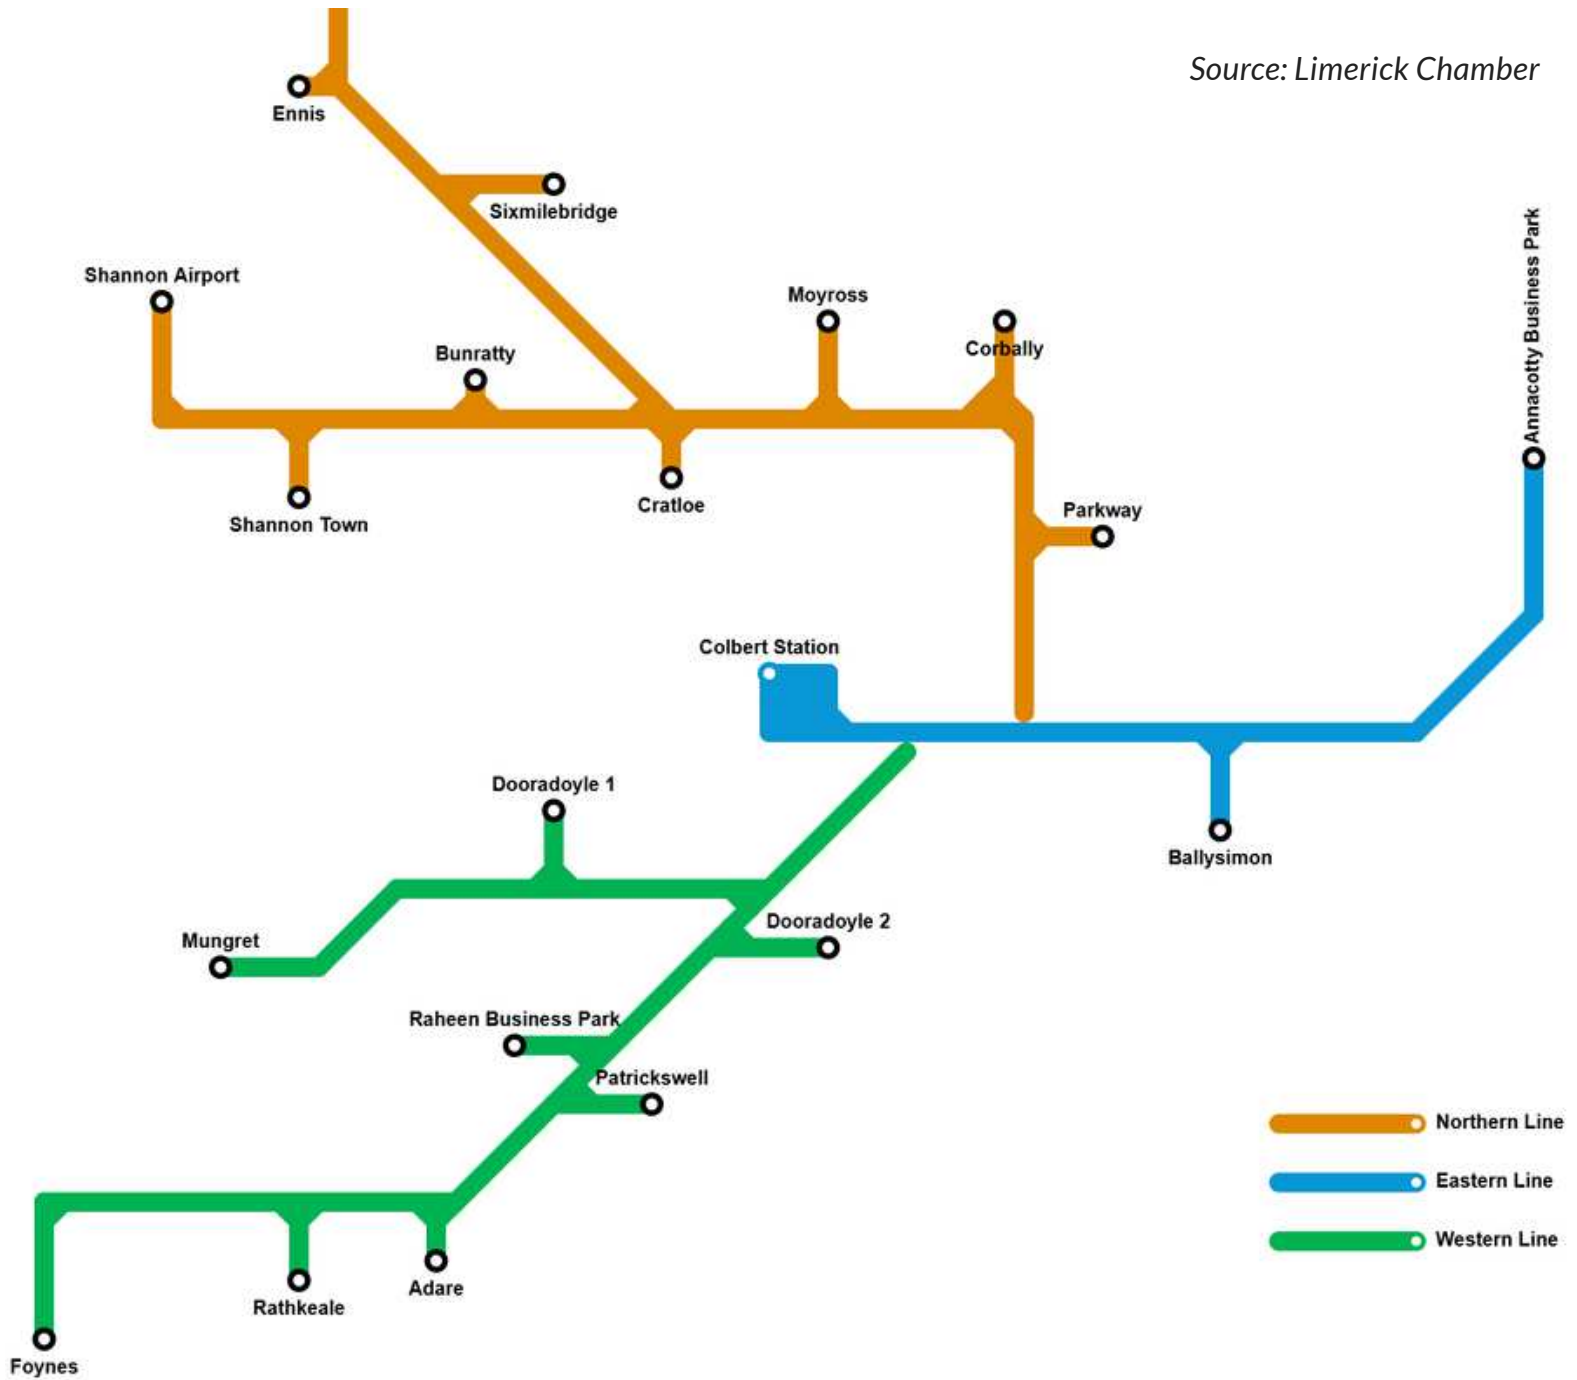 Source: Limerick Chamber
Ennis
Sixmilebridge
Annacotty Business Park
Shannon Airport
Moyross
Corbally
Bunratty
Cratloe
Parkway
Shannon Town
Colbert Station
Dooradoyle 1
Ballysimon
Dooradoyle 2
Mungret
Raheen Business Park
Patrickswell
Northern Line
Eastern Line
Western Line
Adare
Rathkeale
Foynes